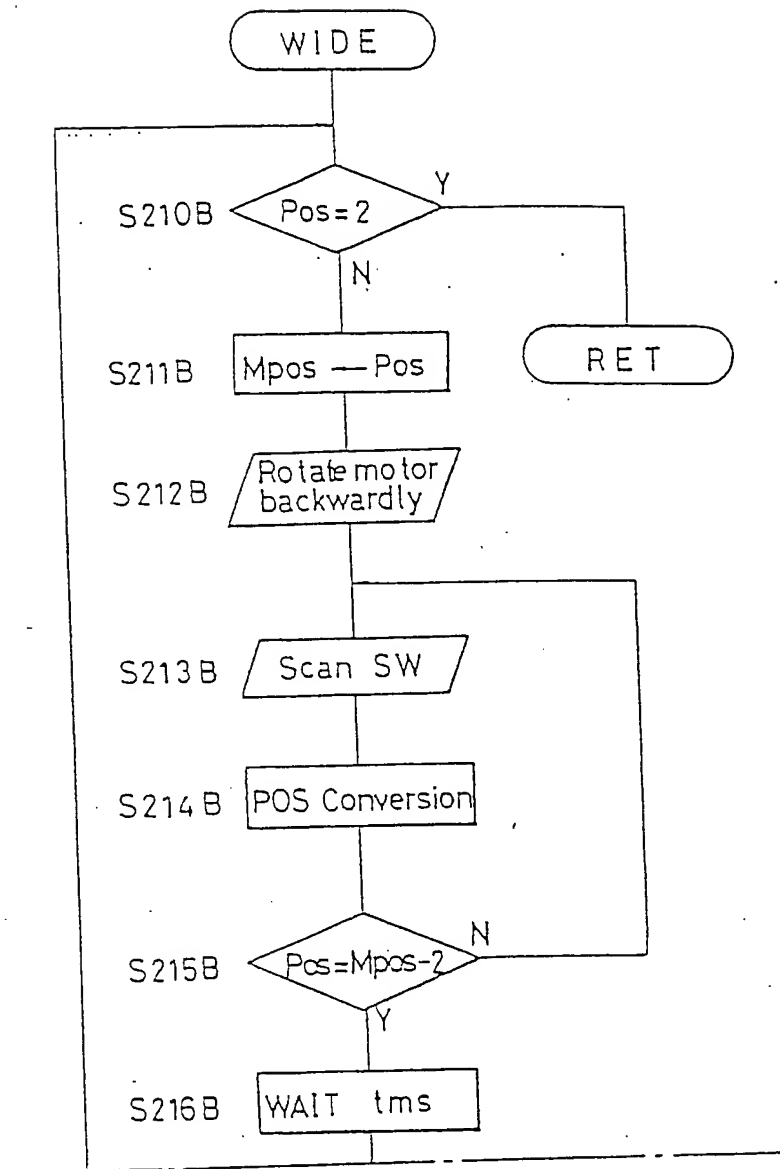 WIDE
Y
S210B Pos=2
N
RET
S211B Mpos — Pos
S212B Rotate motor
backwardly
S213B Scan SW
S214B POS Conversion
N
S215B Pos=Mpos-2
Y
S216B WAIT tms